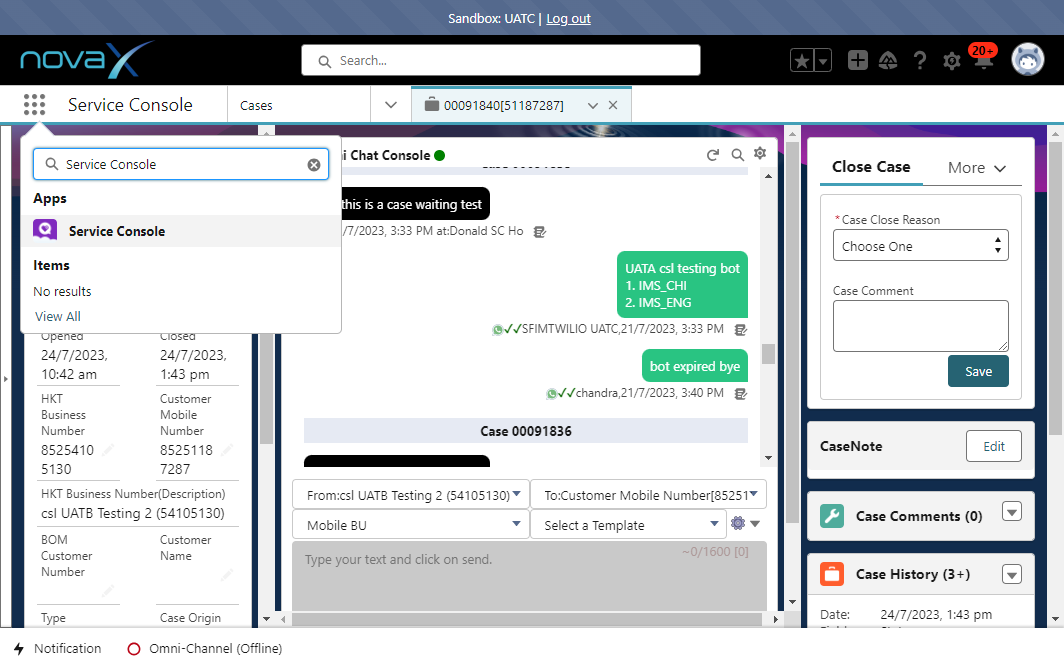 Sandbox: UATC | Log out
novaX
Search...
20+
Service Console
Cases
00091840[51187287]
Service Console
Apps
Service Console
Items
No results
View All
Opened
24/7/2023,
10:42 am
Closed
24/7/2023,
1:43 pm
HKT
Business
Number
8525410
5130
Customer
Mobile
Number
8525118
7287
HKT Business Number(Description)
csl UATB Testing 2 (54105130)
BOM
Customer
Number
Customer
Name
Type
Case Origin
i Chat Console
this is a case waiting test
/7/2023, 3:33 PM at:Donald SC Ho
UATA csl testing bot
1. IMS_CHI
2. IMS_ENG
SFIMTWILIO UATC,21/7/2023, 3:33 PM
bot expired bye
chandra,21/7/2023, 3:40 PM
Case 00091836
From:csl UATB Testing 2 (54105130)
To:Customer Mobile Number[85251
Mobile BU
Select a Template
Type your text and click on send.
~0/1600 [0]
Close Case
More
*Case Close Reason
Choose One
Case Comment
Save
CaseNote
Edit
Case Comments (0)
Case History (3+)
Date:
24/7/2023, 1:43 pm
Notification
Omni-Channel (Offline)